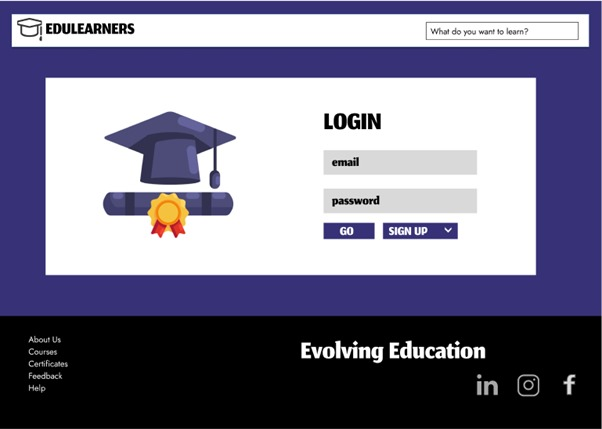 EDULEARNERS
What do you want to learn?
LOGIN
email
password
GO
SIGN UP
About Us
Courses
Certificates
Feedback
Help
Evolving Education
in
f